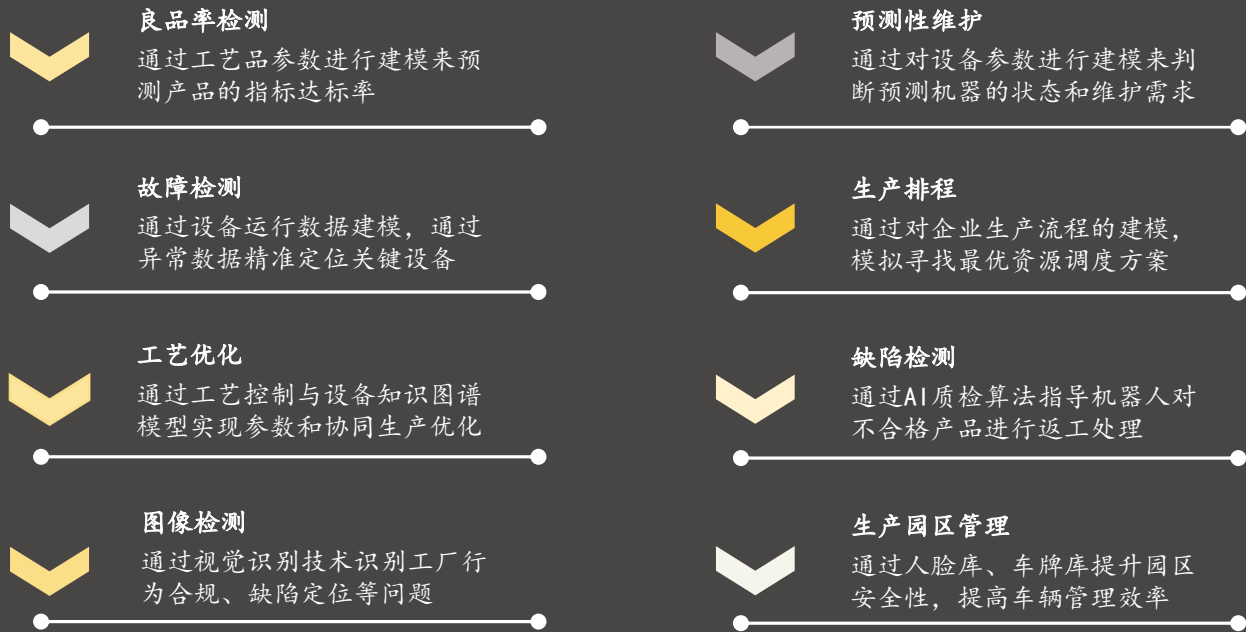 良品率检测
通过工艺品参数进行建模来预
测产品的指标达标率
故障检测
通过设备运行数据建模，通过
异常数据精准定位关键设备
工艺优化
通过工艺控制与设备知识图谱
模型实现参数和协同生产优化
图像检测
通过视觉识别技术识别工厂行
为合规、缺陷定位等问题
预测性维护
通过对设备参数进行建模来判
断预测机器的状态和维护需求
生产排程
通过对企业生产流程的建模，
模拟寻找最优资源调度方案
缺陷检测
通过AI质检算法指导机器人对
不合格产品进行返工处理
生产园区管理
通过人脸库、车牌库提升园区
安全性，提高车辆管理效率